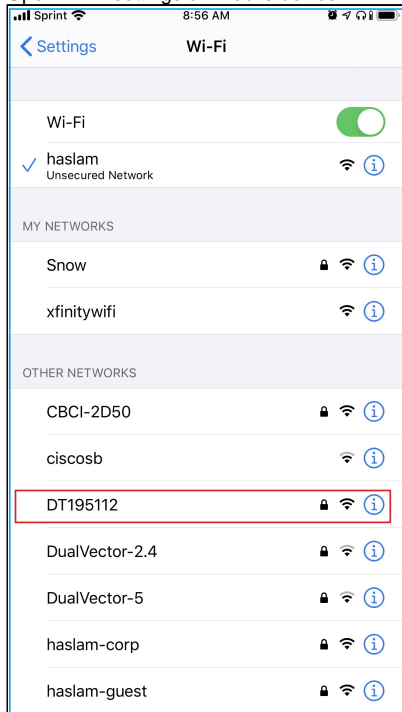 Sprint 8:56 AM
Settings Wi-Fi
Wi-Fi
haslam
Unsecured Network
MY NETWORKS
Snow
xfinitywifi
OTHER NETWORKS
CBCI-2D50
ciscosb
DT195112
DualVector-2.4
DualVector-5
haslam-corp
haslam-guest